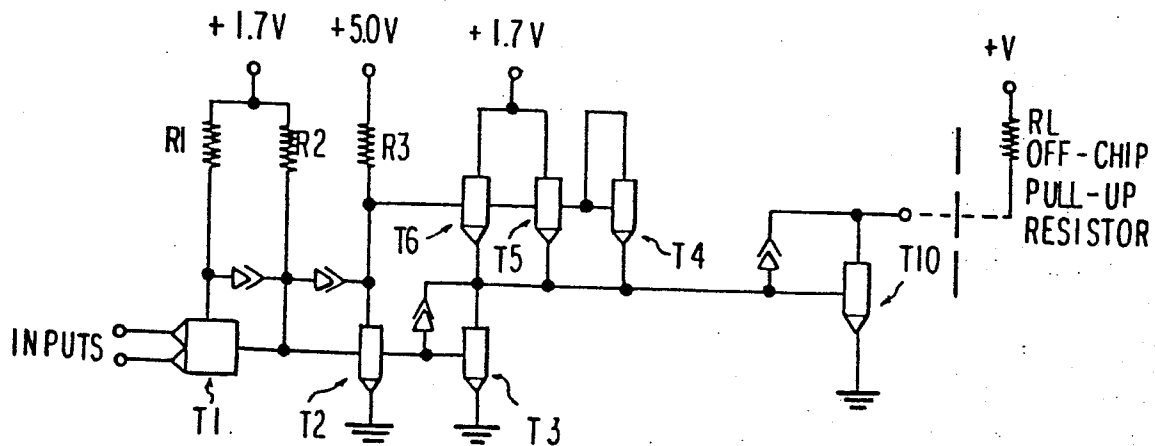 + 1.7V
+5.0V
+ 1.7V
+V
R1
R2
R3
RL
OFF-CHIP
PULL-UP
RESISTOR
T6
T5
T4
T10
INPUTS
T1
T2
T3